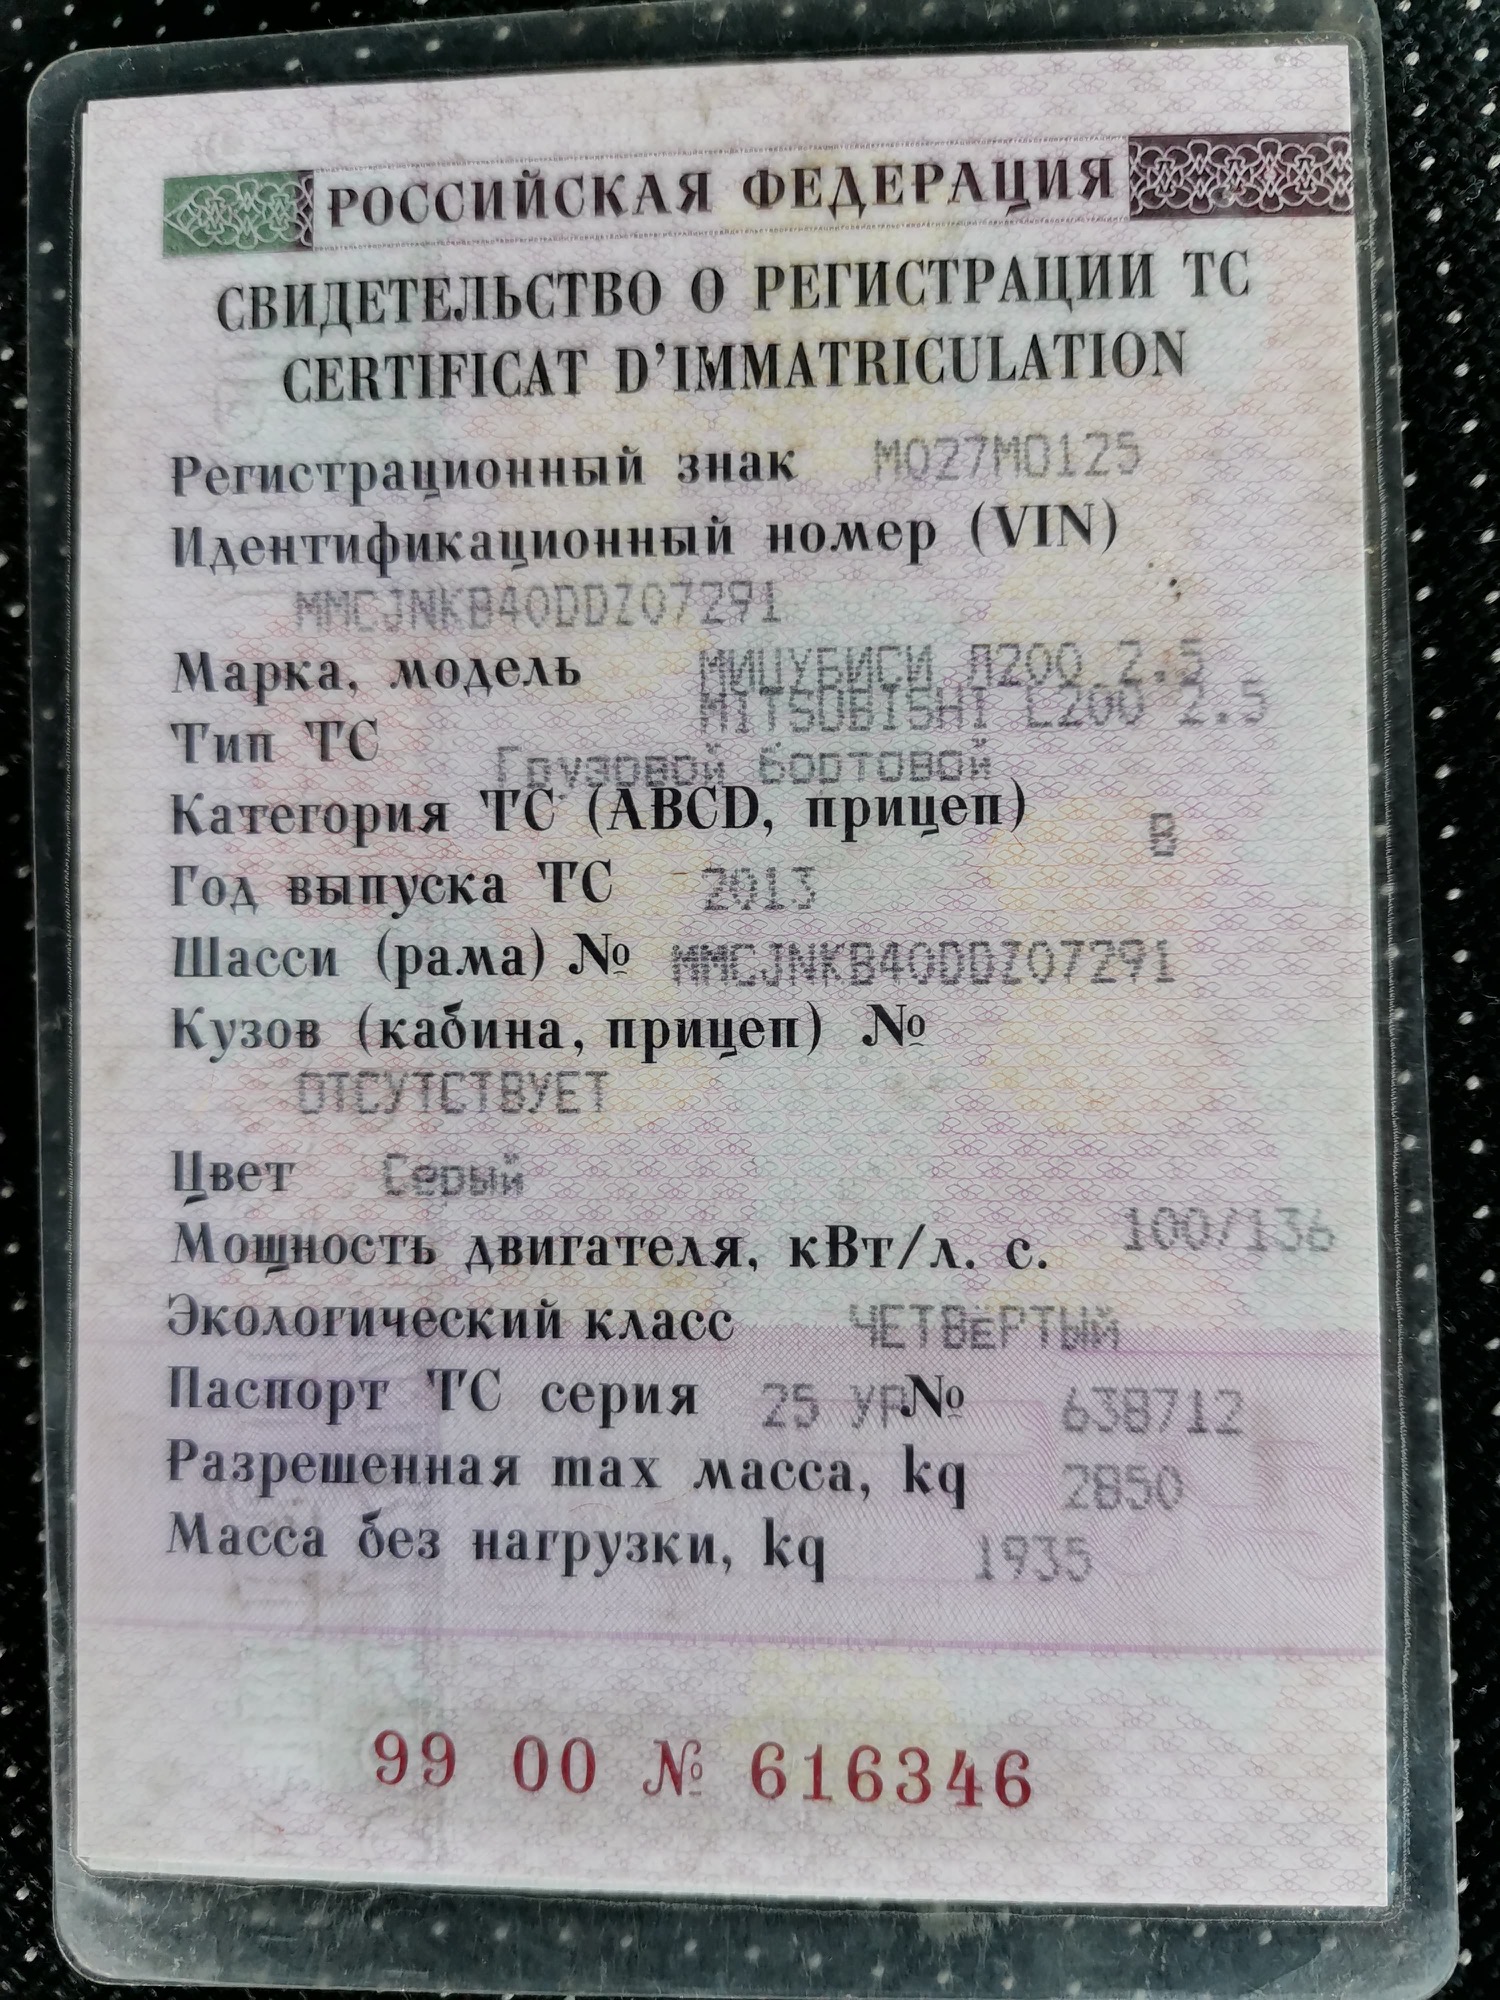 РОССИЙСКАЯ ФЕДЕРАЦИЯ
СВИДЕТЕЛЬСТВО О РЕГИСТРАЦИИ ТС
CERTIFICAT D'IMMATRICULATION
Регистрационный знак М027МО125
Идентификационный номер (VIN)
MMCJNKB40DDZ07291
Марка, модель МИЦУБИСИ Л200 2.5
MITSUBISHI L200 2.5
Тип ТС Грузовой бортовой
Категория ТС (ABCD, прицеп) В
Год выпуска ТС 2013
Шасси (рама) № MMCJNKB40DDZ07291
Кузов (кабина, прицеп) №
ОТСУТСТВУЕТ
Цвет Серый
Мощность двигателя, кВт/л. с. 100/136
Экологический класс ЧЕТВЁРТЫЙ
Паспорт ТС серия 25 УР № 638712
Разрешенная max масса, kg 2850
Масса без нагрузки, kg 1935
99 00 № 616346